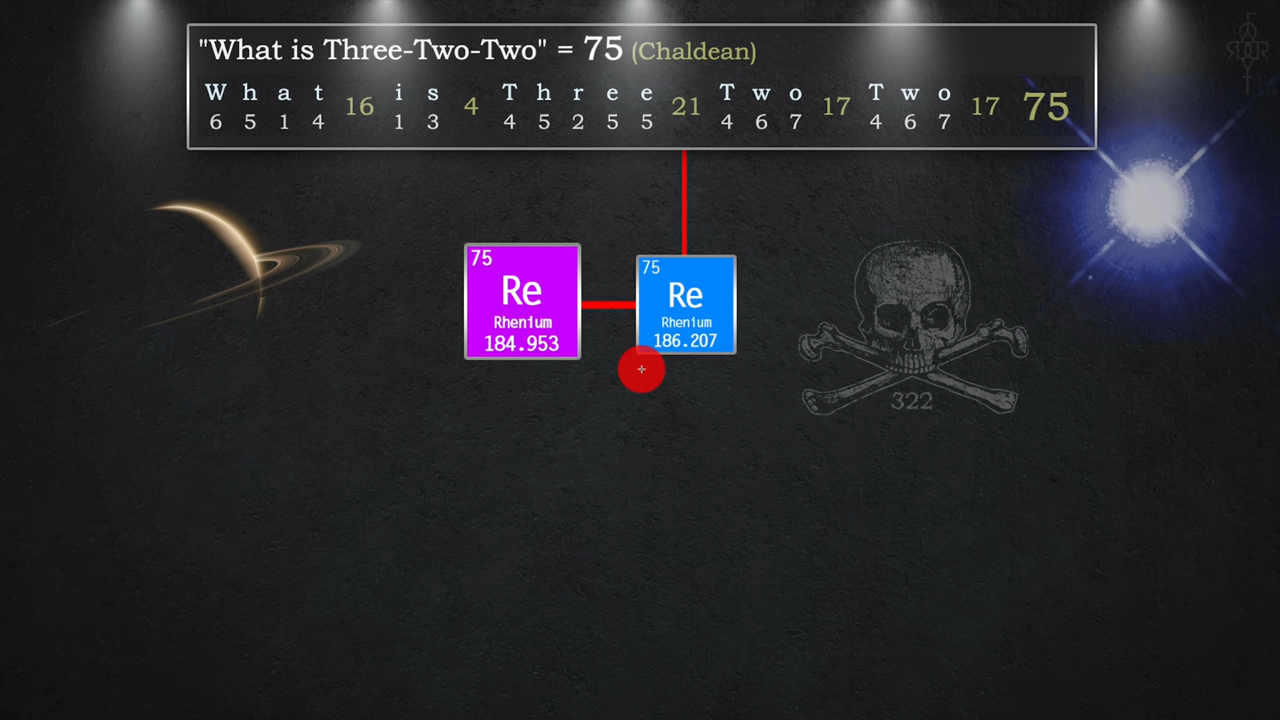 "What is Three-Two-Two" = 75 (Chaldean)
W h a t 16 i s 4 T h r e e 21 T w o 17 T w o 17 75
6 5 1 4 1 3 4 5 2 5 5 4 6 7 4 6 7
75
Re
Rhenium
184.953
75
Re
Rhenium
186.207
322